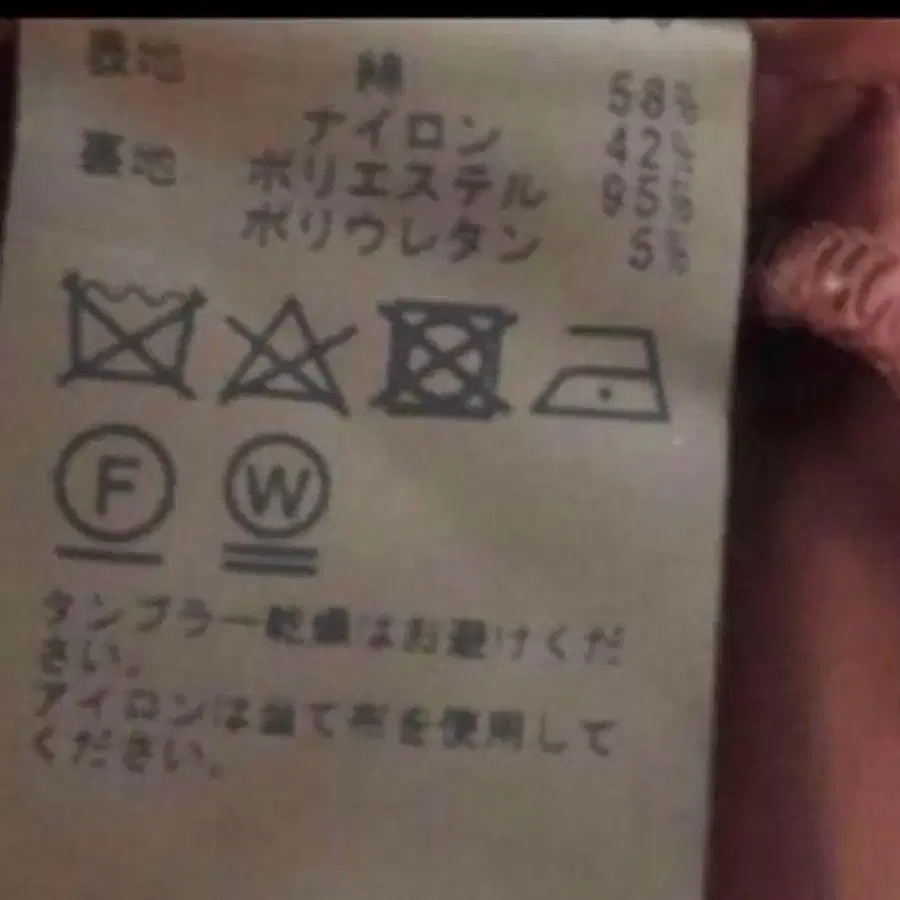 表地 綿 58%
ナイロン 42%
裏地 ポリエステル 95%
ポリウレタン 5%
F W
タンブラー乾燥はお避けくだ
さい。
アイロンは当て布を使用して
ください。